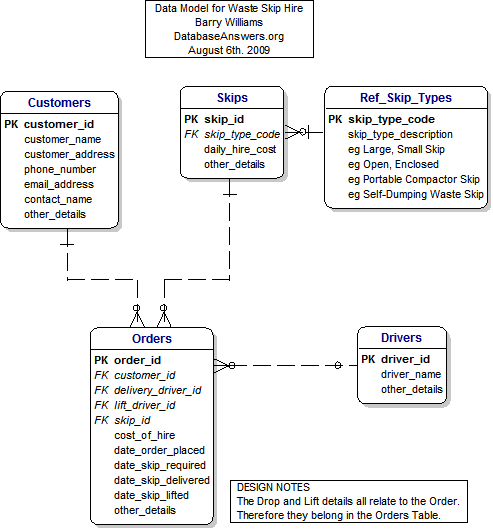 Data Model for Waste Skip Hire
Barry Williams
DatabaseAnswers.org
August 6th. 2009
Customers
PK customer_id
customer_name
customer_address
phone_number
email_address
contact_name
other_details
Skips
PK skip_id
FK skip_type_code
daily_hire_cost
other_details
Ref_Skip_Types
PK skip_type_code
skip_type_description
eg Large, Small Skip
eg Open, Enclosed
eg Portable Compactor Skip
eg Self-Dumping Waste Skip
Orders
PK order_id
FK customer_id
FK delivery_driver_id
FK lift_driver_id
FK skip_id
cost_of_hire
date_order_placed
date_skip_required
date_skip_delivered
date_skip_lifted
other_details
Drivers
PK driver_id
driver_name
other_details
DESIGN NOTES
The Drop and Lift details all relate to the Order.
Therefore they belong in the Orders Table.